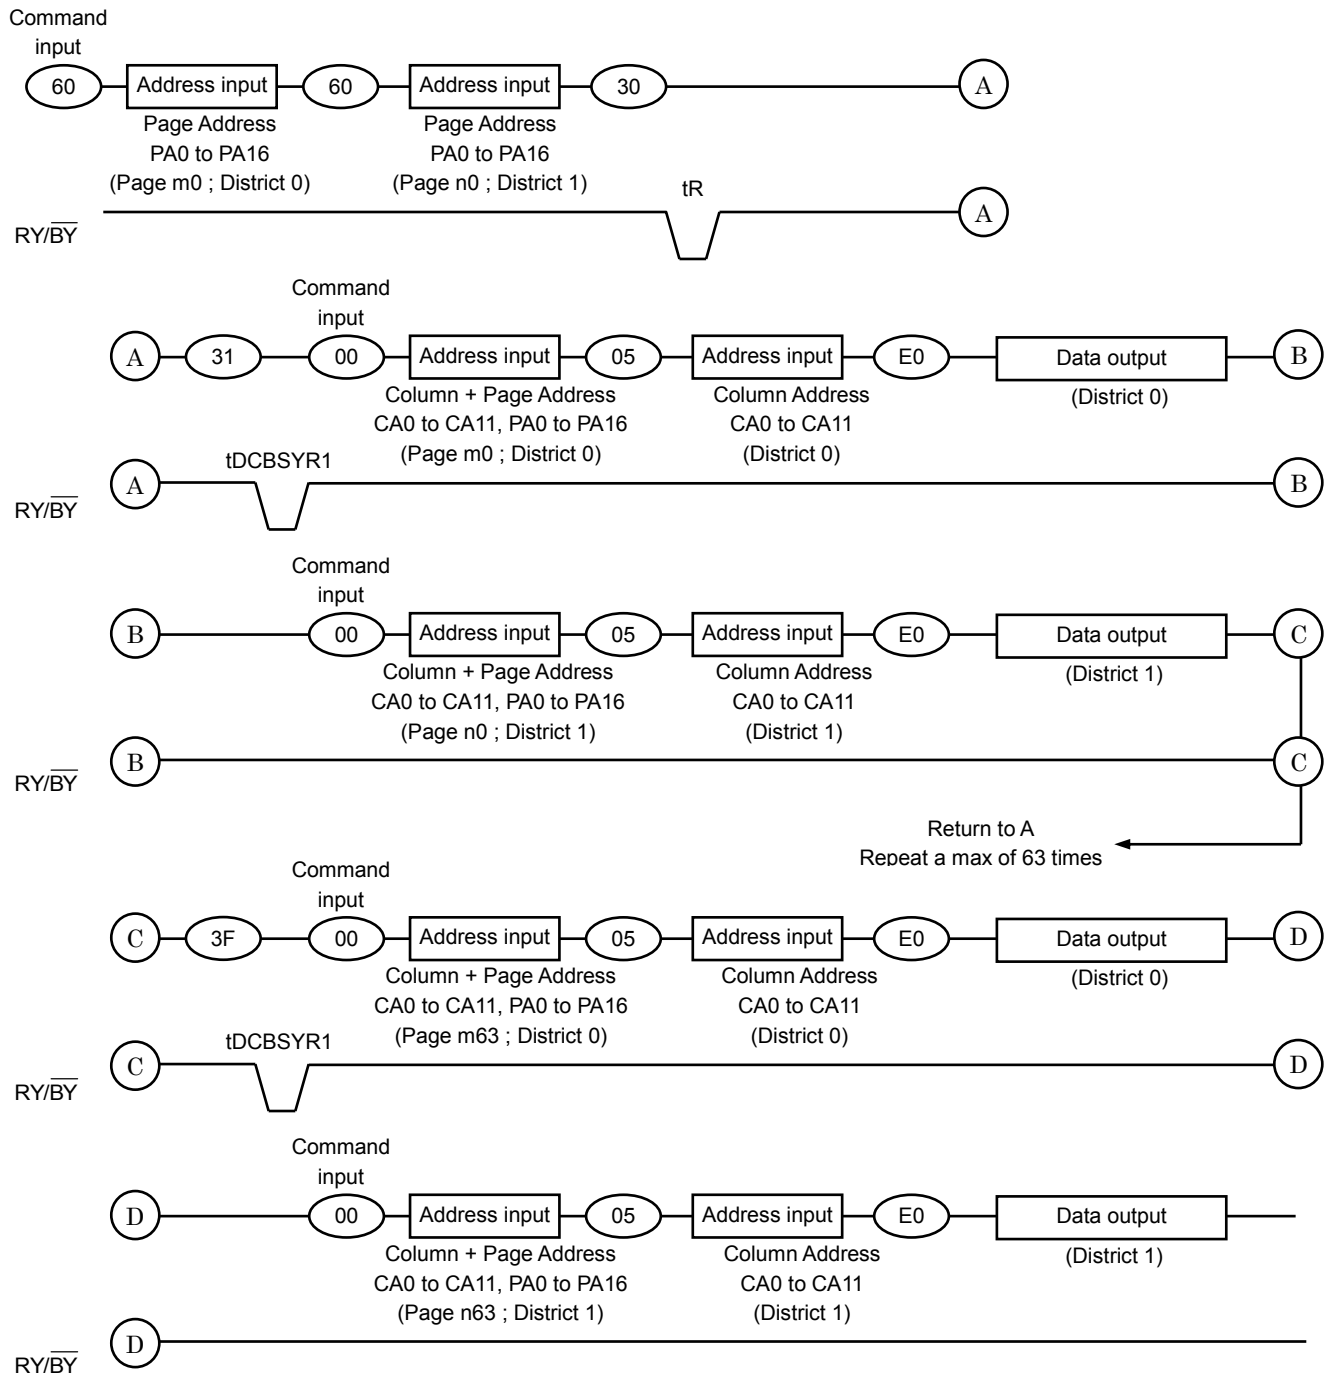 Command
input
60 Address input 60 Address input 30 A
Page Address Page Address
PA0 to PA16 PA0 to PA16
(Page m0 ; District 0) (Page n0 ; District 1)
tR
RY/BY A
Command
input
A 31 00 Address input 05 Address input E0 Data output B
Column + Page Address Column Address (District 0)
CA0 to CA11, PA0 to PA16 CA0 to CA11
(Page m0 ; District 0) (District 0)
tDCBSYR1
RY/BY A B
Command
input
B 00 Address input 05 Address input E0 Data output C
Column + Page Address Column Address (District 1)
CA0 to CA11, PA0 to PA16 CA0 to CA11
(Page n0 ; District 1) (District 1)
RY/BY B C
Return to A
Repeat a max of 63 times
Command
input
C 3F 00 Address input 05 Address input E0 Data output D
Column + Page Address Column Address (District 0)
CA0 to CA11, PA0 to PA16 CA0 to CA11
(Page m63 ; District 0) (District 0)
tDCBSYR1
RY/BY C D
Command
input
D 00 Address input 05 Address input E0 Data output
Column + Page Address Column Address (District 1)
CA0 to CA11, PA0 to PA16 CA0 to CA11
(Page n63 ; District 1) (District 1)
RY/BY D